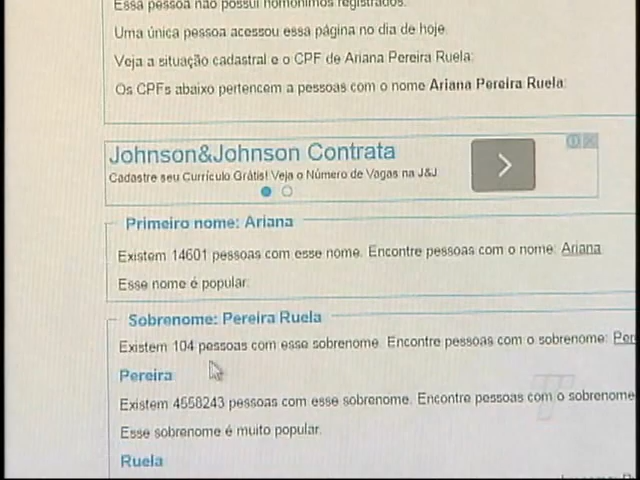 Essa pessoa não possui homônimos registrados.
Uma única pessoa acessou essa página no dia de hoje
Veja a situação cadastral e o CPF de Ariana Pereira Ruela:
Os CPFs abaixo pertencem a pessoas com o nome Ariana Pereira Ruela:
Johnson&Johnson Contrata
Cadastre seu Currículo Grátis! Veja o Número de Vagas na J&J
Primeiro nome: Ariana
Existem 14601 pessoas com esse nome. Encontre pessoas com o nome: Ariana
Esse nome é popular.
Sobrenome: Pereira Ruela
Existem 104 pessoas com esse sobrenome. Encontre pessoas com o sobrenome: Per
Pereira
Existem 4558243 pessoas com esse sobrenome. Encontre pessoas com o sobrenome
Esse sobrenome é muito popular.
Ruela